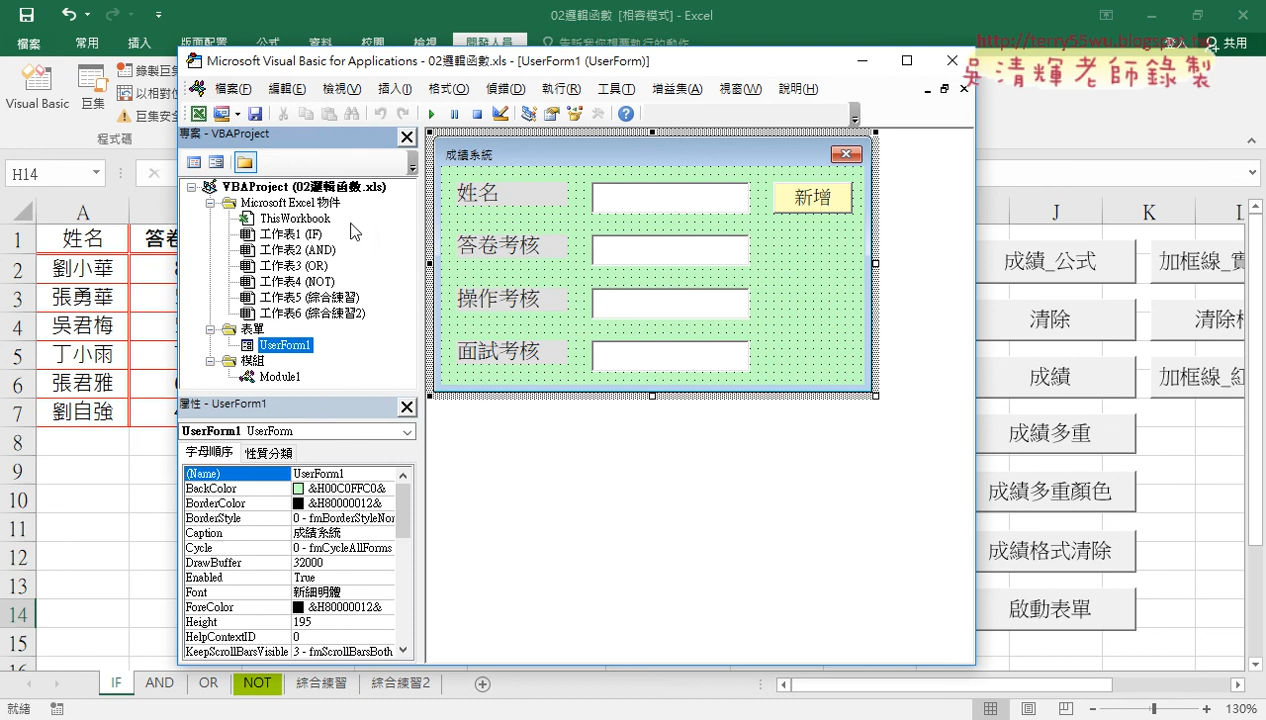 02邏輯函數 [相容模式] - Excel
檔案 常用 插入 版面配置 公式 資料 校閱 檢視 開發人員 告訴我您想執行的動作 登入 共用
http://terry55wu.blogspot.tw
吳清輝老師錄製
Visual Basic 巨集
錄製巨集
以相對位
巨集安全
程式碼
H14
Microsoft Visual Basic for Applications - 02邏輯函數.xls - [UserForm1 (UserForm)]
檔案(F) 編輯(E) 檢視(V) 插入(I) 格式(O) 偵錯(D) 執行(R) 工具(T) 增益集(A) 視窗(W) 說明(H)
專案 - VBAProject
VBAProject (02邏輯函數.xls)
Microsoft Excel 物件
ThisWorkbook
工作表1 (IF)
工作表2 (AND)
工作表3 (OR)
工作表4 (NOT)
工作表5 (綜合練習)
工作表6 (綜合練習2)
表單
UserForm1
模組
Module1
屬性 - UserForm1
UserForm1 UserForm
字母順序 性質分類
(Name) UserForm1
BackColor &H00C0FFC0&
BorderColor &H80000012&
BorderStyle 0 - fmBorderStyleNon
Caption 成績系統
Cycle 0 - fmCycleAllForms
DrawBuffer 32000
Enabled True
Font 新細明體
ForeColor &H80000012&
Height 195
HelpContextID 0
KeepScrollBarsVisible 3 - fmScrollBarsBoth
成績系統
姓名 新增
答卷考核
操作考核
面試考核
A J K L
1 姓名 答卷
2 劉小華
3 張勇華
4 吳君梅
5 丁小雨
6 張君雅
7 劉自強
8
9
10
11
12
13
14
15
16
成績_公式 加框線_實
清除 清除框
成績 加框線_紅
成績多重
成績多重顏色
成績格式清除
啟動表單
IF AND OR NOT 綜合練習 綜合練習2
就緒 130%